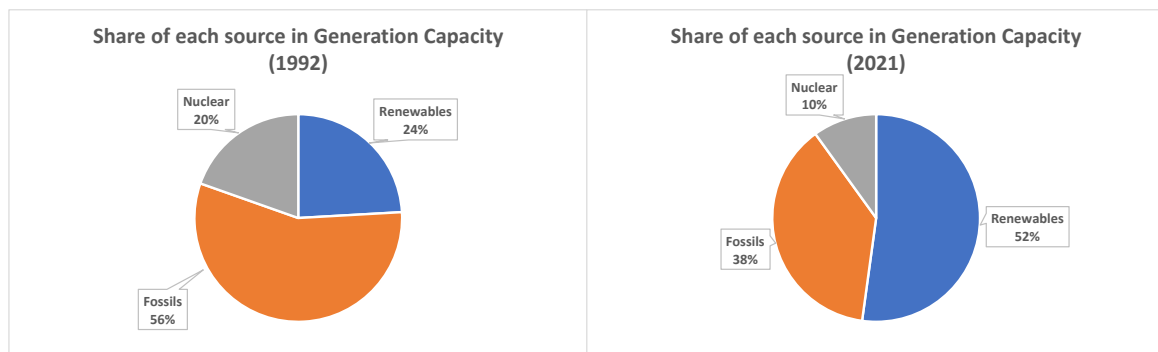 Share of each source in Generation Capacity
(1992)
Nuclear
20%
Renewables
24%
Fossils
56%
Share of each source in Generation Capacity
(2021)
Nuclear
10%
Renewables
52%
Fossils
38%